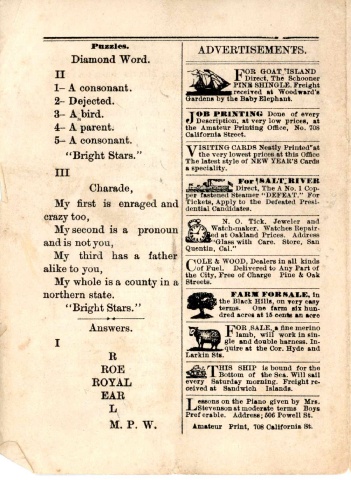 Puzzles.
Diamond Word.
II
1- A consonant.
2- Dejected.
3- A bird.
4- A parent.
5- A consonant.
"Bright Stars."
III
Charade,
My first is enraged and
crazy too,
My second is a pronoun
and is not you,
My third has a father
alike to you,
My whole is a county in a
northern state.
"Bright Stars."
Answers.
I
R
ROE
ROYAL
EAR
L
M. P. W.
ADVERTISEMENTS.
FOR GOAT ISLAND
Direct, The Schooner
PINE SHINGLE. Freight
received at Woodward's
Gardens by the Baby Elephant.
JOB PRINTING Done of every
Description, at very low prices, at
the Amateur Printing Office, No. 708
California Street.
VISITING CARDS Neatly Printed at
the very lowest prices at this Office
The latest style of NEW YEAR'S Cards
a speciality.
For SALT RIVER
Direct, The A No. 1 Cop-
per fastened Steamer "DEFEAT." For
Tickets, Apply to the Defeated Presi-
dential Candidates.
N. O. Tick, Jeweler and
Watch-maker. Watches Repair-
ed at Oakland Prices. Address
"Glass with Care. Store, San
Quentin, Cal."
COLE & WOOD, Dealers in all kinds
of Fuel. Delivered to Any Part of
the City, Free of Charge Pine & Oak
Streets.
FARM FOR SALE, in
the Black Hills, on very easy
terms. One farm six hun-
dred acres at 15 cents an acre
FOR SALE, a fine merino
lamb, will work in sin-
gle and double harness. In-
quire at the Cor. Hyde and
Larkin Sts.
THIS SHIP is bound for the
Bottom of the Sea. Will sail
every Saturday morning. Freight re-
ceived at Sandwich Islands.
Lessons on the Piano given by Mrs.
Stevenson at moderate terms Boys
Preferable. Address; 506 Powell St.
Amateur Print, 708 California St.